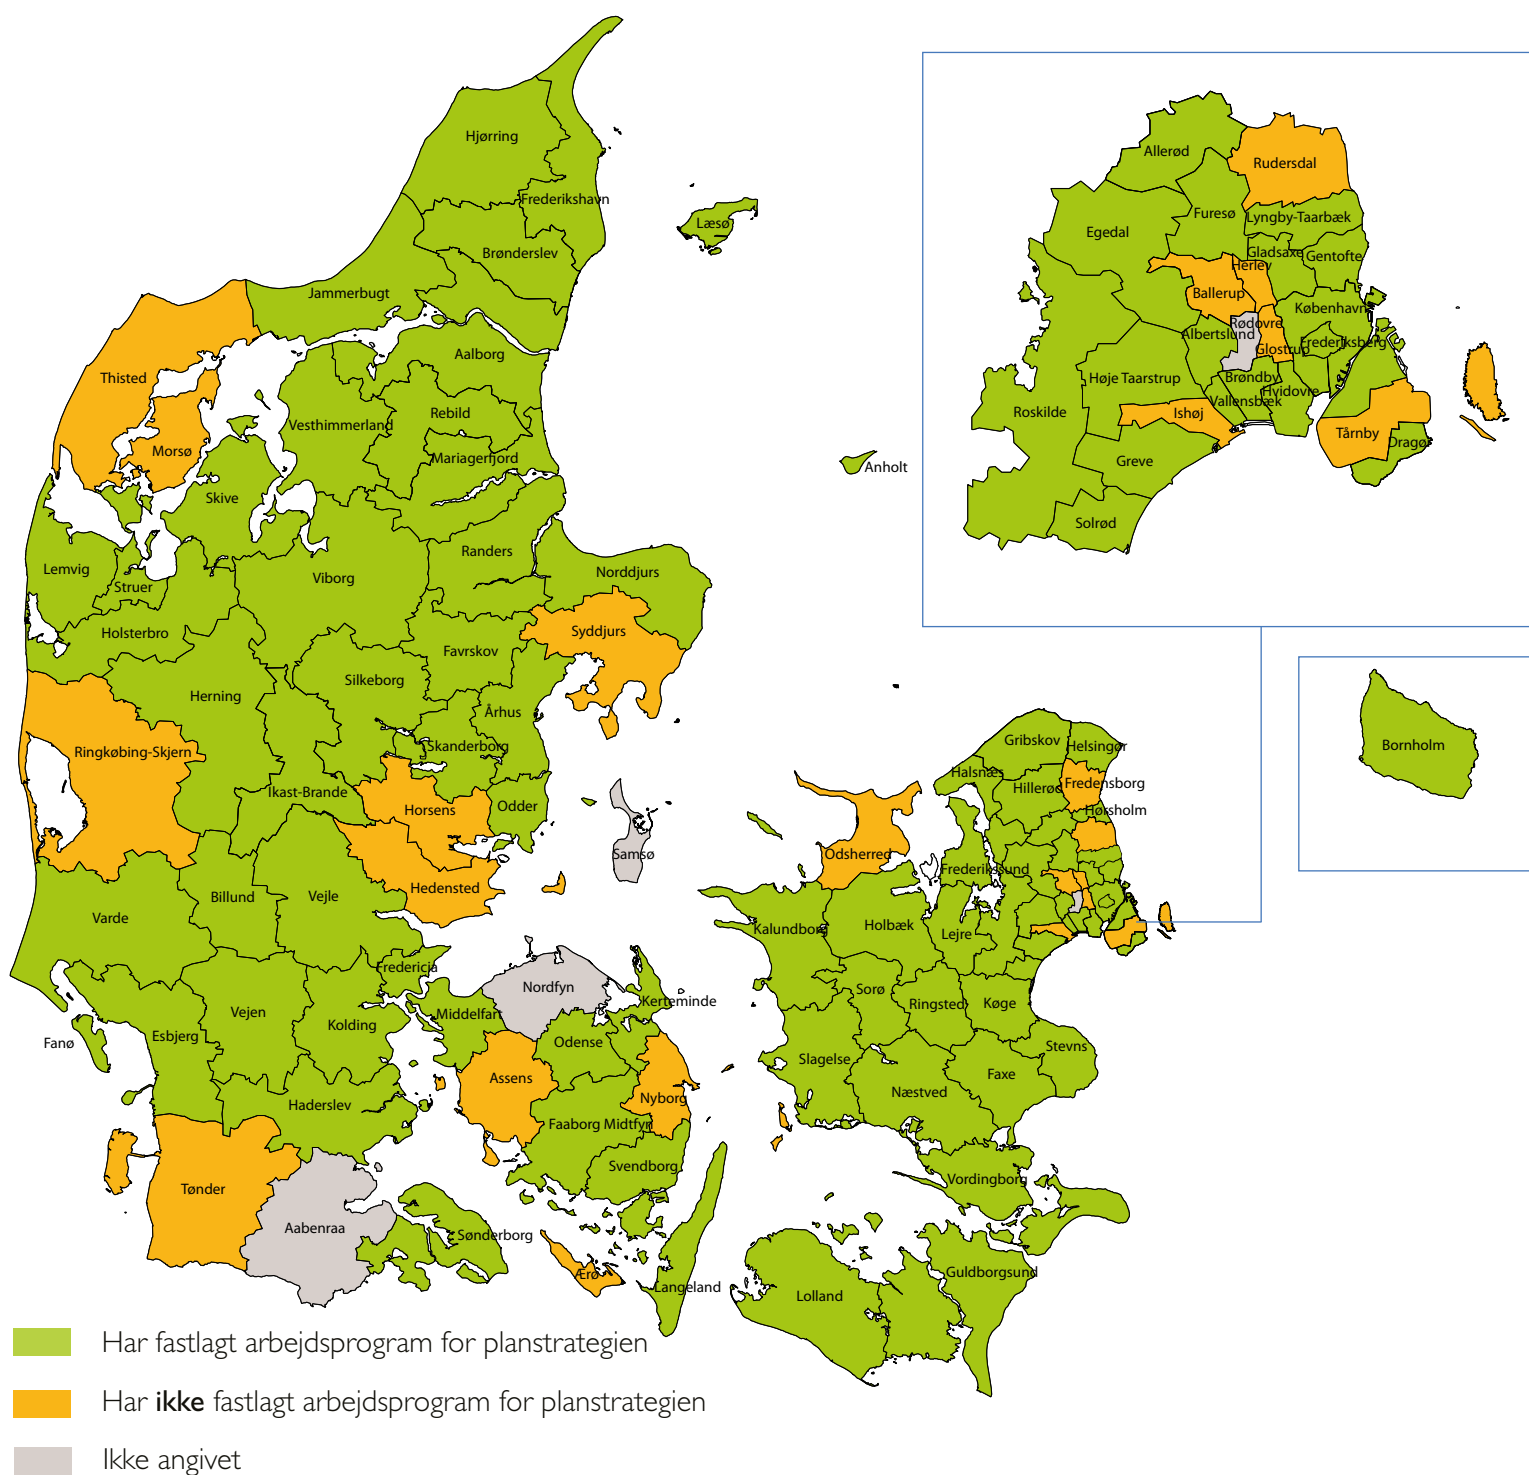 Hjørring
Frederikshavn
Læsø
Brønderslev
Jammerbugt
Aalborg
Thisted
Vesthimmerland
Rebild
Morsø
Mariagerfjord
Anholt
Skive
Randers
Lemvig
Viborg
Norddjurs
Struer
Holsterbro
Syddjurs
Favrskov
Silkeborg
Herning
Århus
Ringkøbing-Skjern
Skanderborg
Ikast-Brande
Horsens
Odder
Samsø
Hedensted
Billund
Vejle
Varde
Fredericia
Nordfyn
Kerteminde
Vejen
Middelfart
Kolding
Esbjerg
Fanø
Odense
Assens
Nyborg
Haderslev
Faaborg Midtfyn
Svendborg
Tønder
Aabenraa
Sønderborg
Ærø
Langeland
Allerød
Rudersdal
Furesø
Lyngby-Taarbæk
Egedal
Gladsaxe
Gentofte
Herlev
Ballerup
København
Rødovre
Albertslund
Frederiksberg
Glostrup
Høje Taarstrup
Brøndby
Hvidovre
Vallensbæk
Roskilde
Ishøj
Tårnby
Dragør
Greve
Solrød
Bornholm
Gribskov
Helsingør
Halsnæs
Hillerød
Fredensborg
Hørsholm
Odsherred
Frederikssund
Kalundborg
Holbæk
Lejre
Sorø
Ringsted
Køge
Stevns
Slagelse
Faxe
Næstved
Vordingborg
Guldborgsund
Lolland
Har fastlagt arbejdsprogram for planstrategien
Har ikke fastlagt arbejdsprogram for planstrategien
Ikke angivet